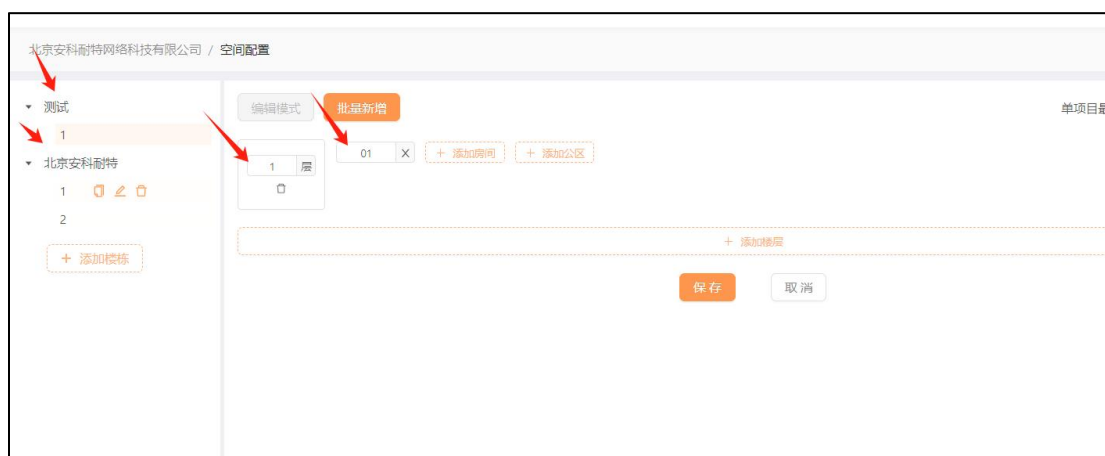 北京安科耐特网络科技有限公司 / 空间配置
测试
1
北京安科耐特
1
2
+ 添加楼栋
编辑模式 批量新增 单项目最
1 层
01 X + 添加房间 + 添加公区
+ 添加楼层
保存 取消